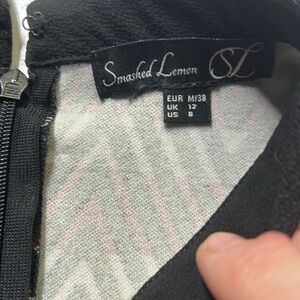 Smashed Lemon SL
EUR M/38
UK 12
US 8